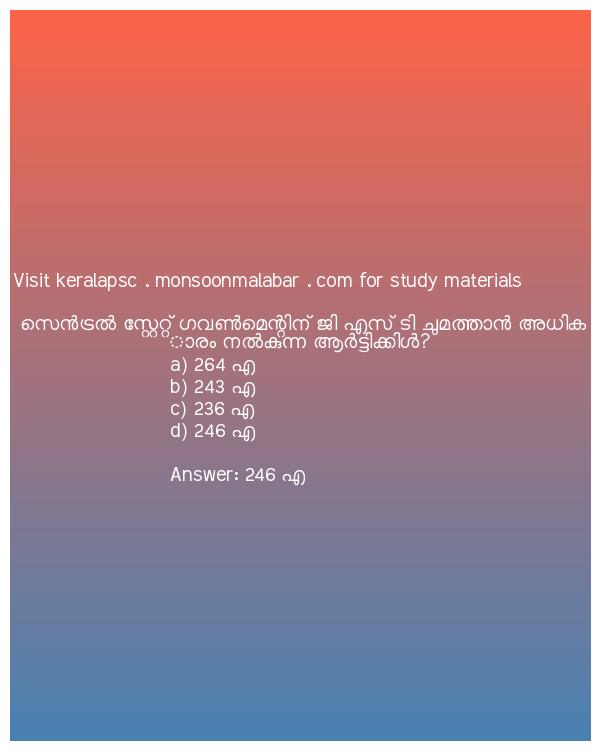 Visit keralapsc . monsoonmalabar . com for study materials
സെൻട്രൽ സ്റ്റേറ്റ് ഗവൺമെന്റിന് ജി എസ് ടി ചുമത്താൻ അധിക
ാരം നൽകുന്ന ആർട്ടിക്കിൾ?
a) 264 എ
b) 243 എ
c) 236 എ
d) 246 എ
Answer: 246 എ